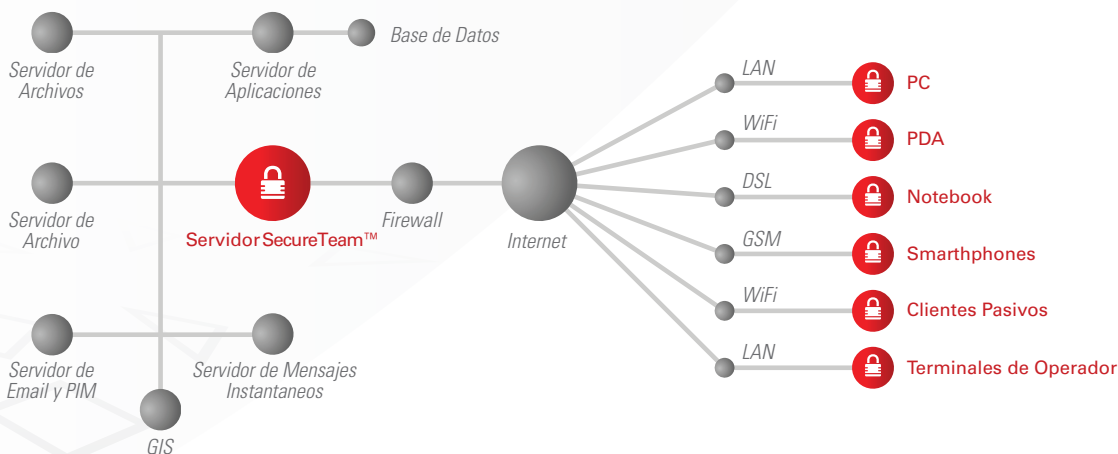 Base de Datos
Servidor de
Archivos
Servidor de
Aplicaciones
Servidor de
Archivo
Servidor SecureTeam™
Firewall
Internet
Servidor de
Email y PIM
Servidor de Mensajes
Instantaneos
GIS
LAN
PC
WiFi
PDA
DSL
Notebook
GSM
Smarthphones
WiFi
Clientes Pasivos
LAN
Terminales de Operador